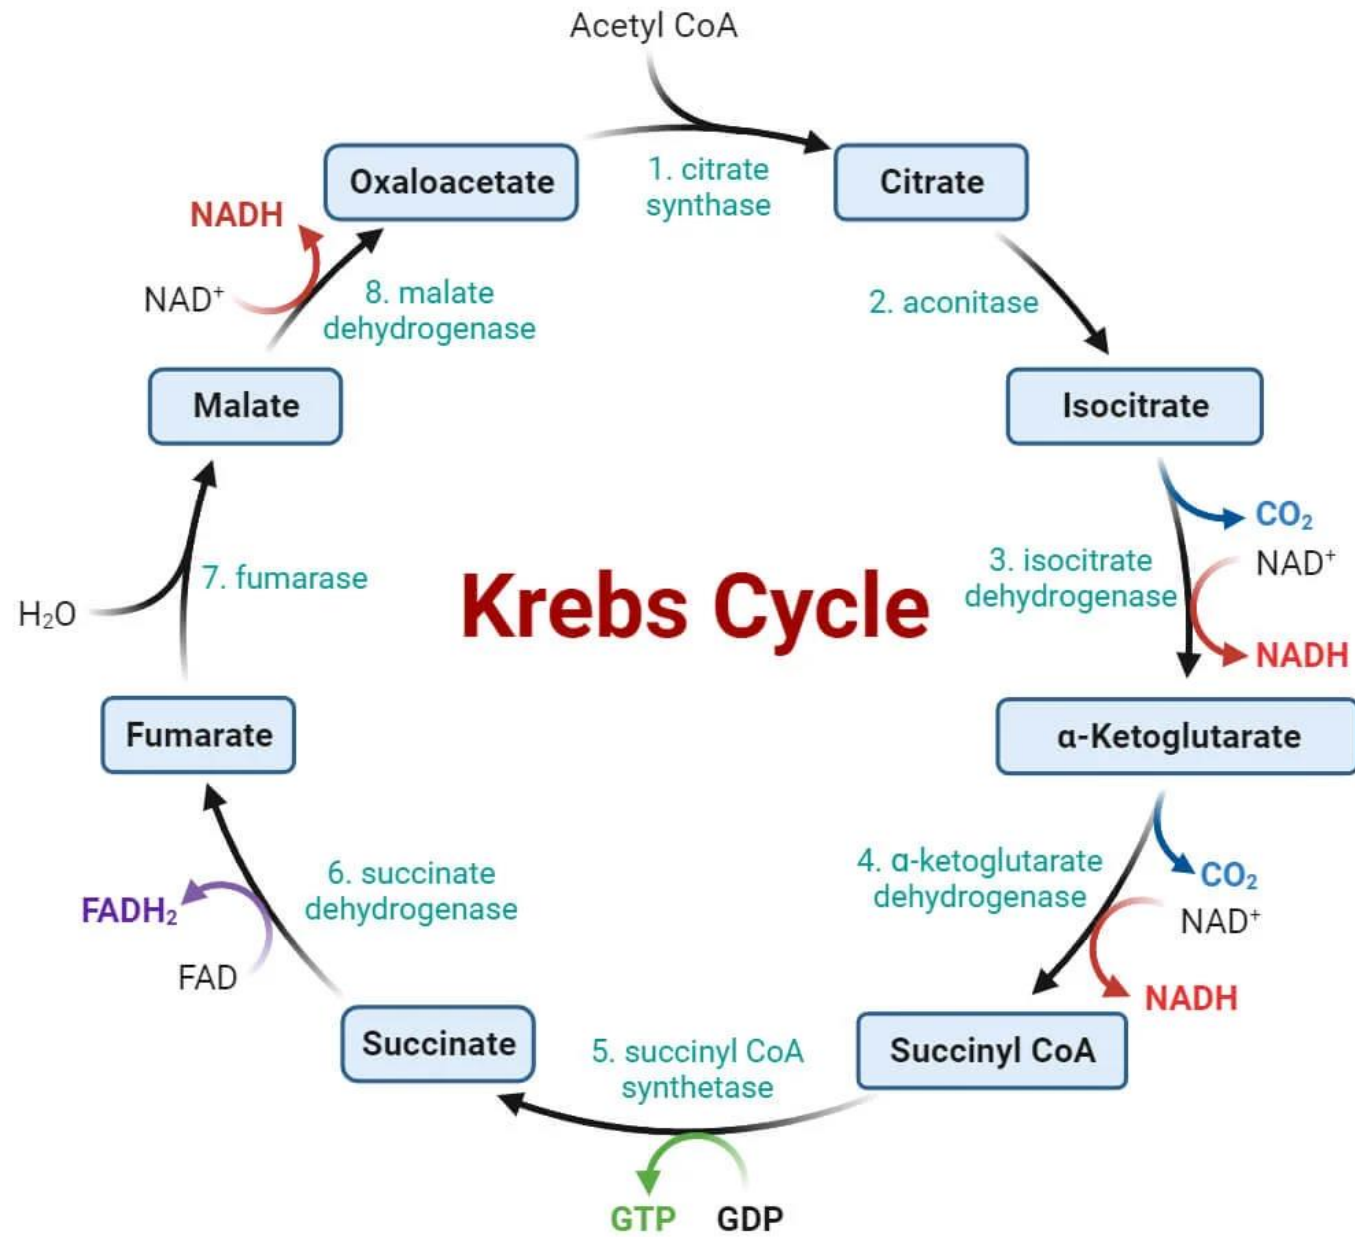 Acetyl CoA
Oxaloacetate
1. citrate
synthase
Citrate
NADH
NAD⁺
8. malate
dehydrogenase
2. aconitase
Malate
Isocitrate
CO₂
NAD⁺
3. isocitrate
dehydrogenase
NADH
7. fumarase
H₂O
Krebs Cycle
Fumarate
α-Ketoglutarate
4. α-ketoglutarate
dehydrogenase
CO₂
NAD⁺
NADH
6. succinate
dehydrogenase
FADH₂
FAD
Succinate
5. succinyl CoA
synthetase
Succinyl CoA
GTP
GDP